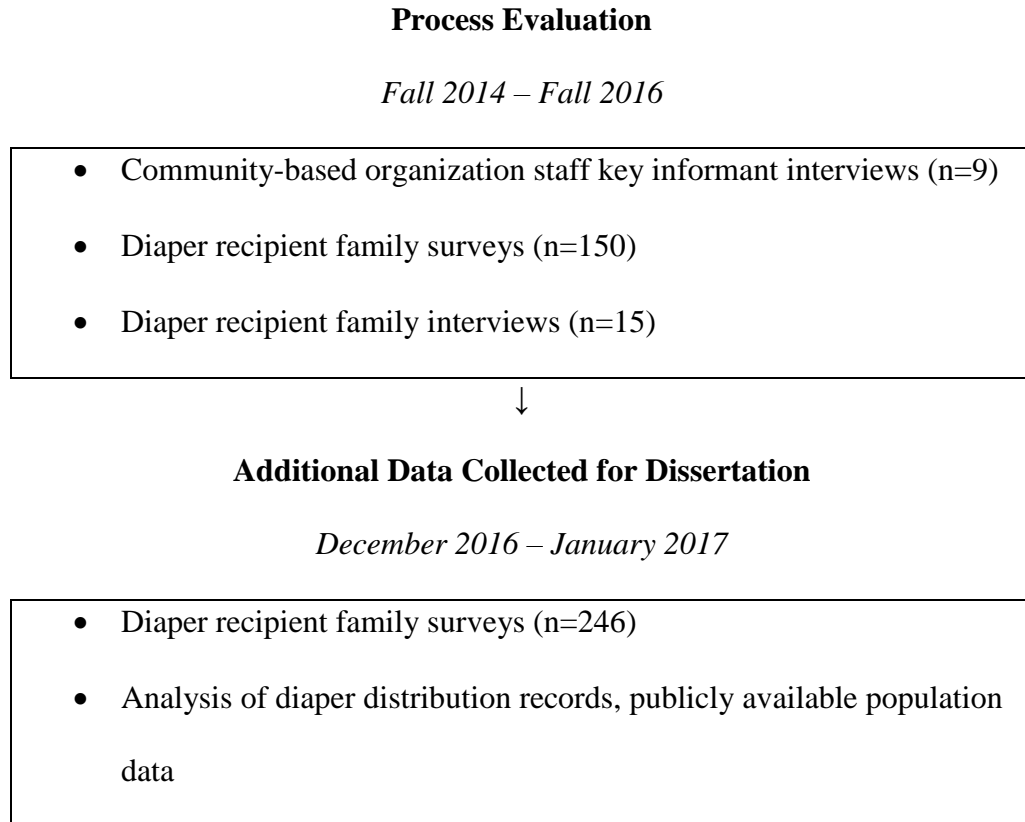 Process Evaluation
Fall 2014 – Fall 2016
• Community-based organization staff key informant interviews (n=9)
• Diaper recipient family surveys (n=150)
• Diaper recipient family interviews (n=15)
↓
Additional Data Collected for Dissertation
December 2016 – January 2017
• Diaper recipient family surveys (n=246)
• Analysis of diaper distribution records, publicly available population
data